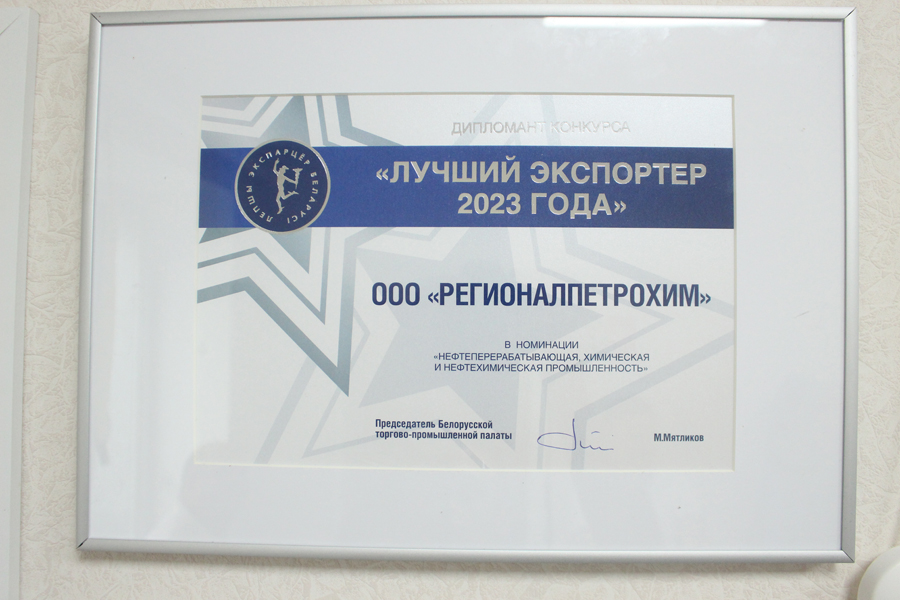 ДИПЛОМАНТ КОНКУРСА
«ЛУЧШИЙ ЭКСПОРТЕР
2023 ГОДА»
ЛЕПШЫ ЭКСПАРЦЁР БЕЛАРУСІ
ООО «РЕГИОНАЛПЕТРОХИМ»
В НОМИНАЦИИ
«НЕФТЕПЕРЕРАБАТЫВАЮЩАЯ, ХИМИЧЕСКАЯ
И НЕФТЕХИМИЧЕСКАЯ ПРОМЫШЛЕННОСТЬ»
Председатель Белорусской
торгово-промышленной палаты
М.Мятликов